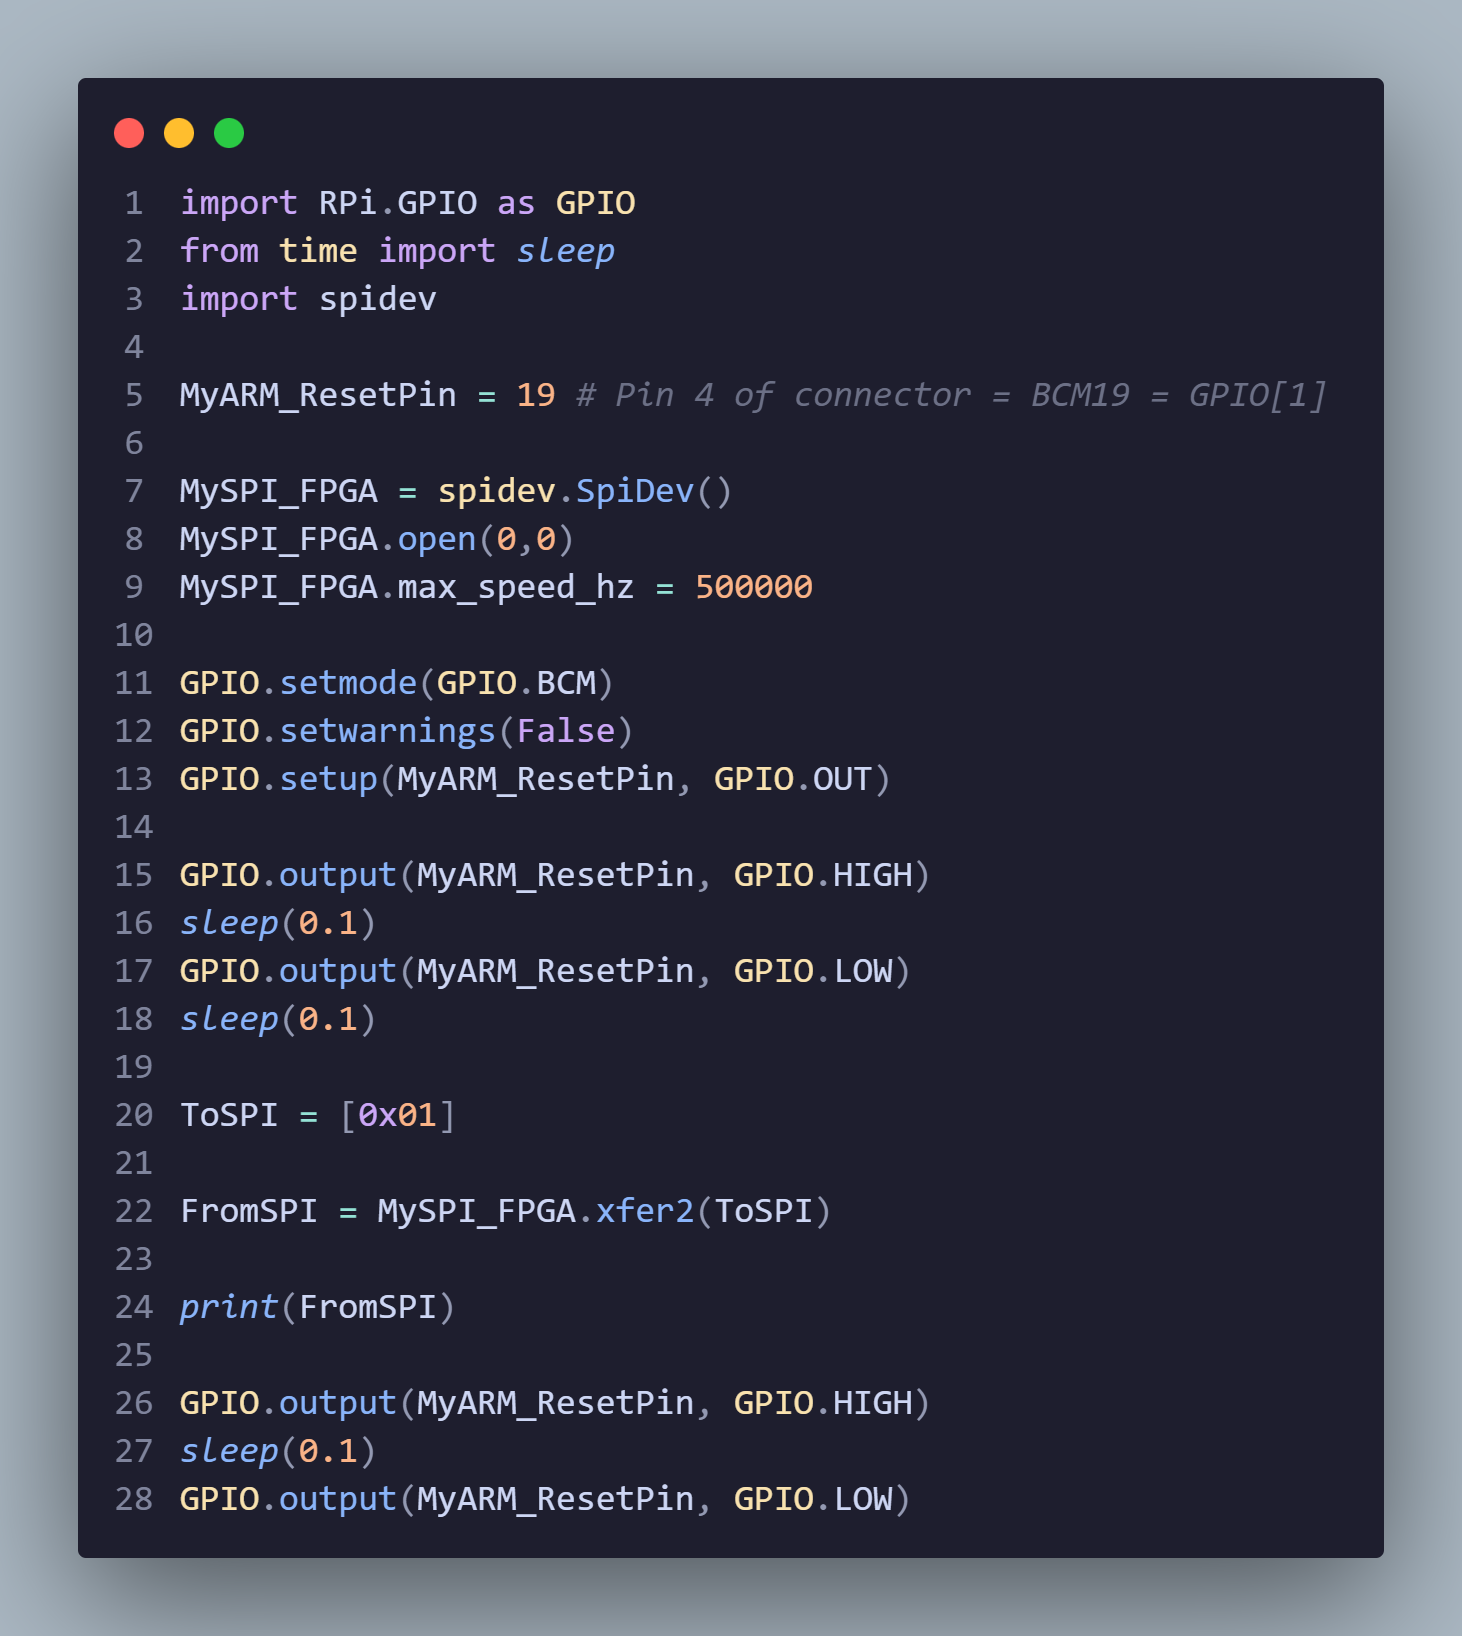 1 import RPi.GPIO as GPIO
2 from time import sleep
3 import spidev
4
5 MyARM_ResetPin = 19 # Pin 4 of connector = BCM19 = GPIO[1]
6
7 MySPI_FPGA = spidev.SpiDev()
8 MySPI_FPGA.open(0,0)
9 MySPI_FPGA.max_speed_hz = 500000
10
11 GPIO.setmode(GPIO.BCM)
12 GPIO.setwarnings(False)
13 GPIO.setup(MyARM_ResetPin, GPIO.OUT)
14
15 GPIO.output(MyARM_ResetPin, GPIO.HIGH)
16 sleep(0.1)
17 GPIO.output(MyARM_ResetPin, GPIO.LOW)
18 sleep(0.1)
19
20 ToSPI = [0x01]
21
22 FromSPI = MySPI_FPGA.xfer2(ToSPI)
23
24 print(FromSPI)
25
26 GPIO.output(MyARM_ResetPin, GPIO.HIGH)
27 sleep(0.1)
28 GPIO.output(MyARM_ResetPin, GPIO.LOW)